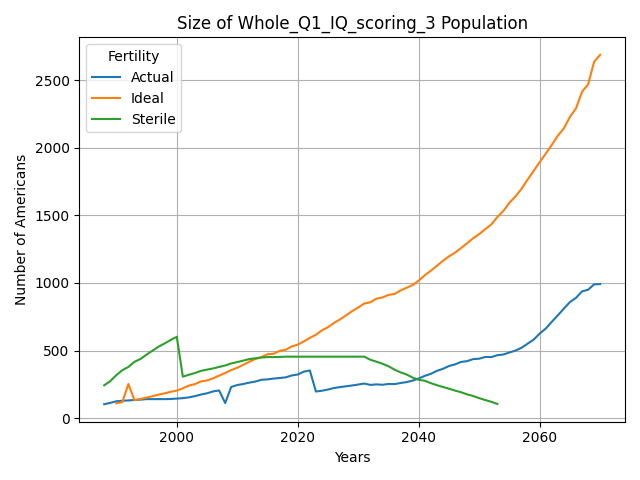 Size of Whole_Q1_IQ_scoring_3 Population
Fertility
Actual
Ideal
Sterile
Number of Americans
2500
2000
1500
1000
500
0
2000
2020
2040
2060
Years